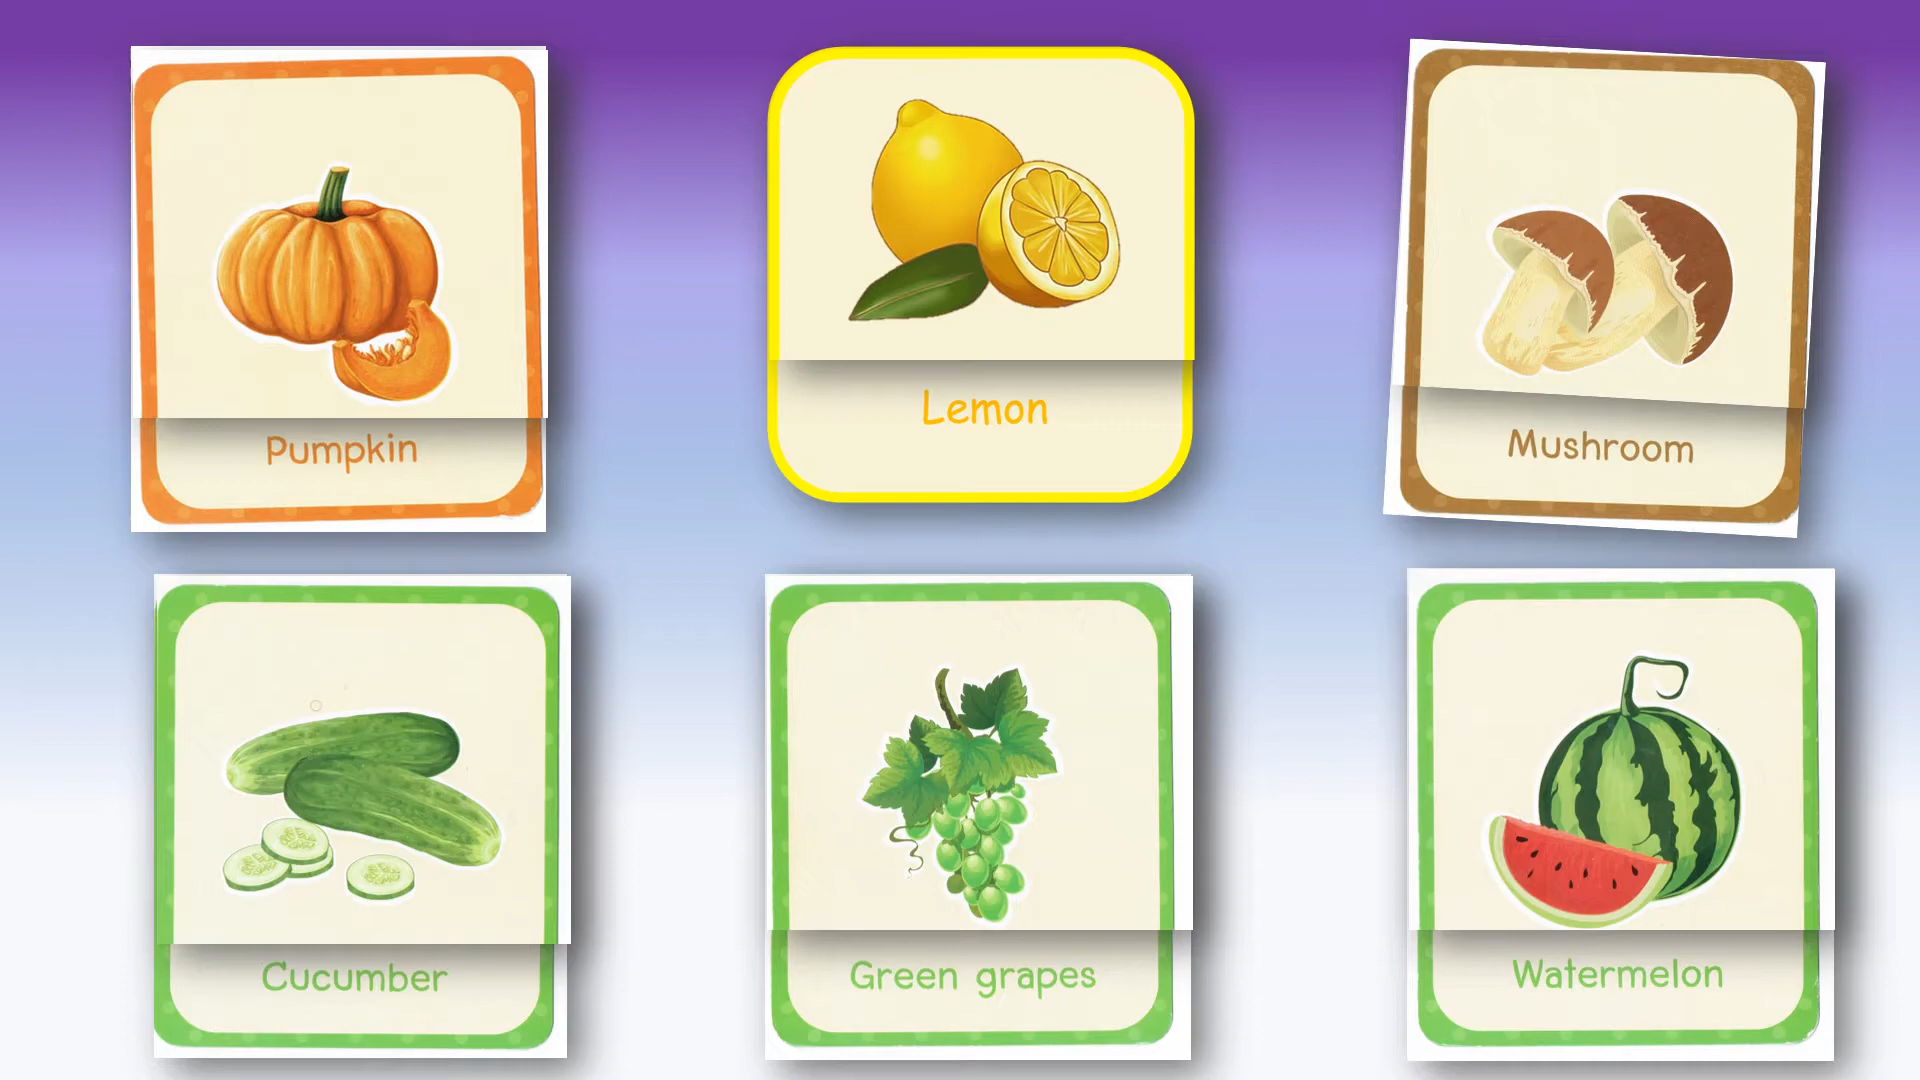 Pumpkin
Lemon
Mushroom
Cucumber
Green grapes
Watermelon